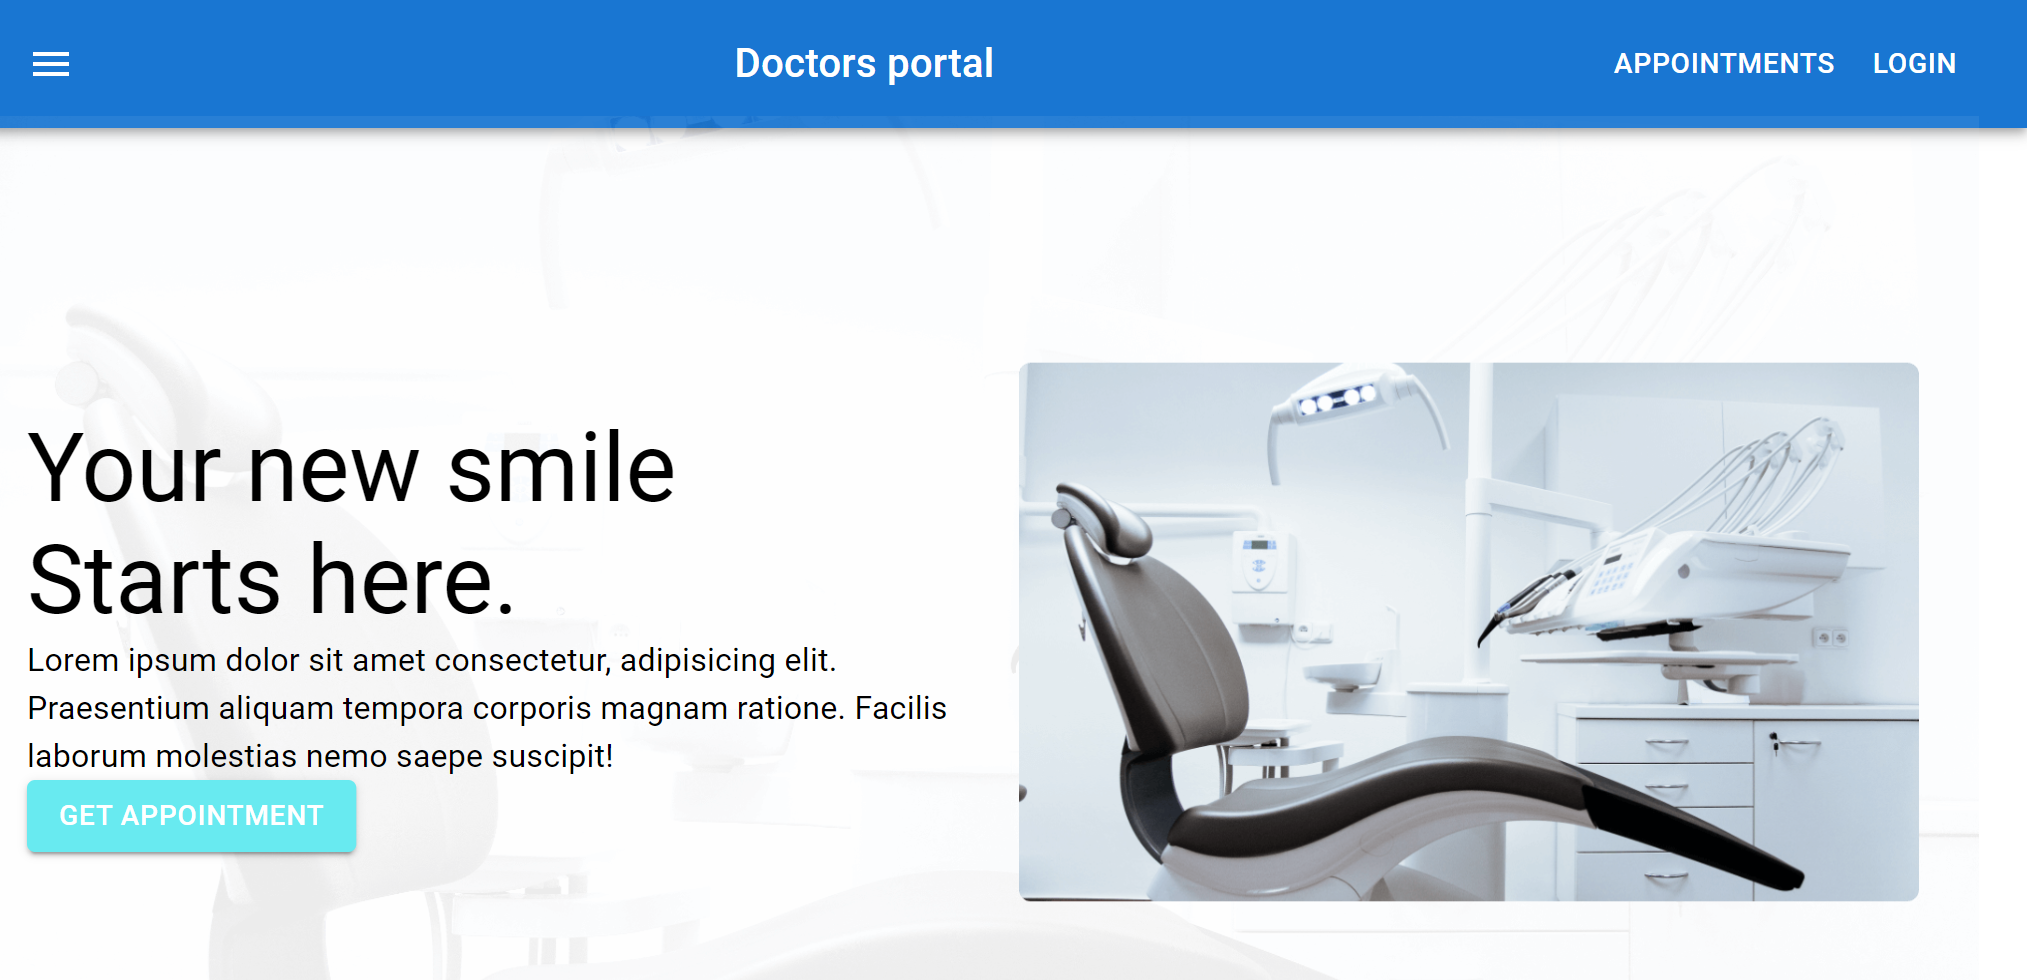 Doctors portal
APPOINTMENTS LOGIN
Your new smile
Starts here.
Lorem ipsum dolor sit amet consectetur, adipisicing elit.
Praesentium aliquam tempora corporis magnam ratione. Facilis
laborum molestias nemo saepe suscipit!
GET APPOINTMENT